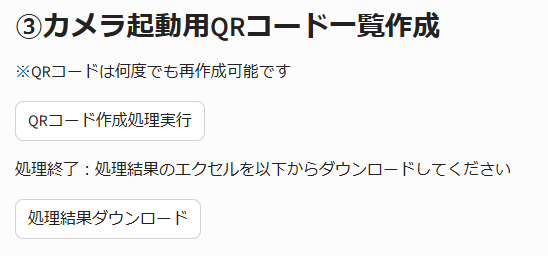 ③カメラ起動用QRコード一覧作成
※QRコードは何度でも再作成可能です
QRコード作成処理実行
処理終了：処理結果のエクセルを以下からダウンロードしてください
処理結果ダウンロード